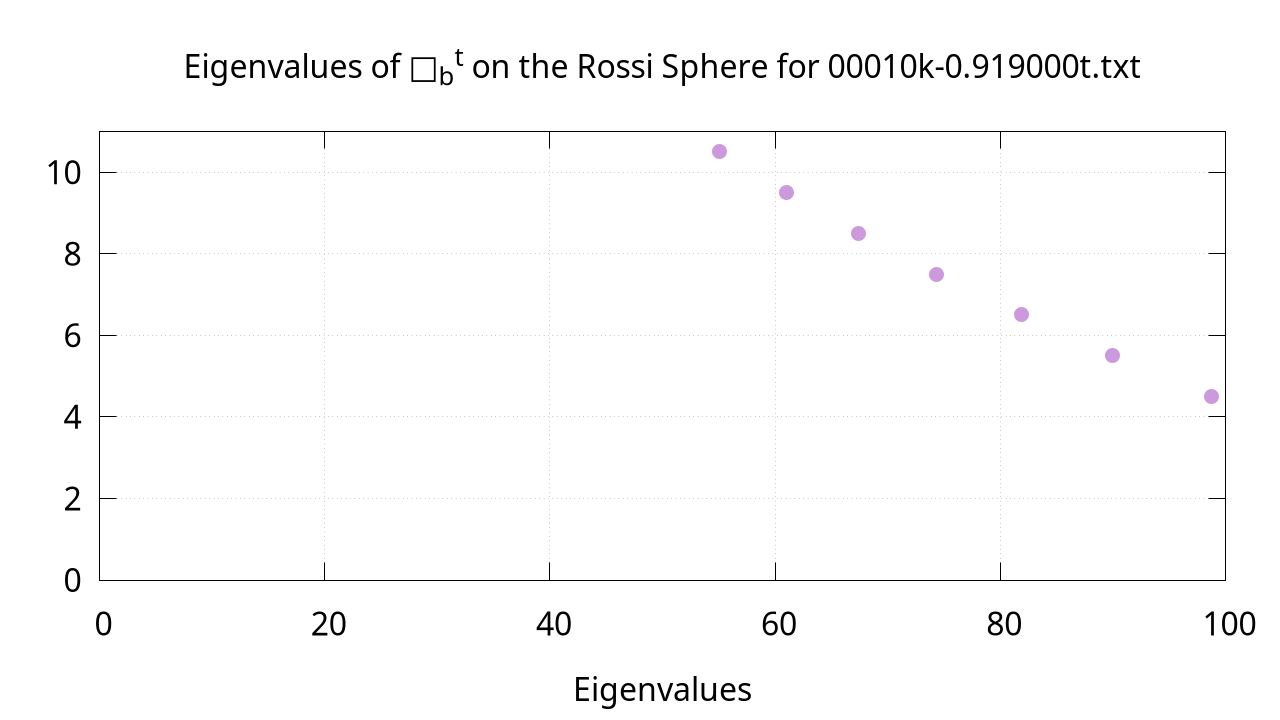 Eigenvalues of □bᵗ on the Rossi Sphere for 00010k-0.919000t.txt
10
8
6
4
2
0
0 20 40 60 80 100
Eigenvalues